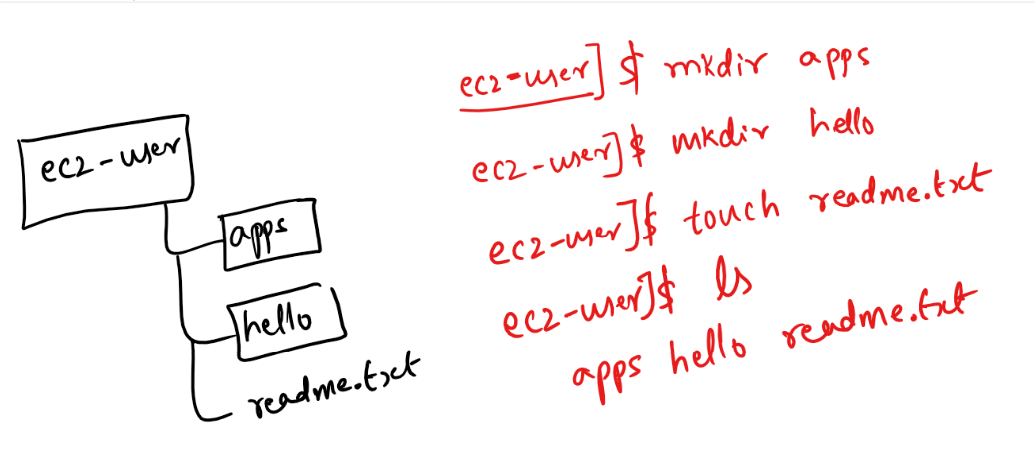 ec2-user] $ mkdir apps
ec2-user]$ mkdir hello
ec2-user]$ touch readme.txt
ec2-user]$ ls
apps hello readme.txt
ec2-user
apps
hello
readme.txt